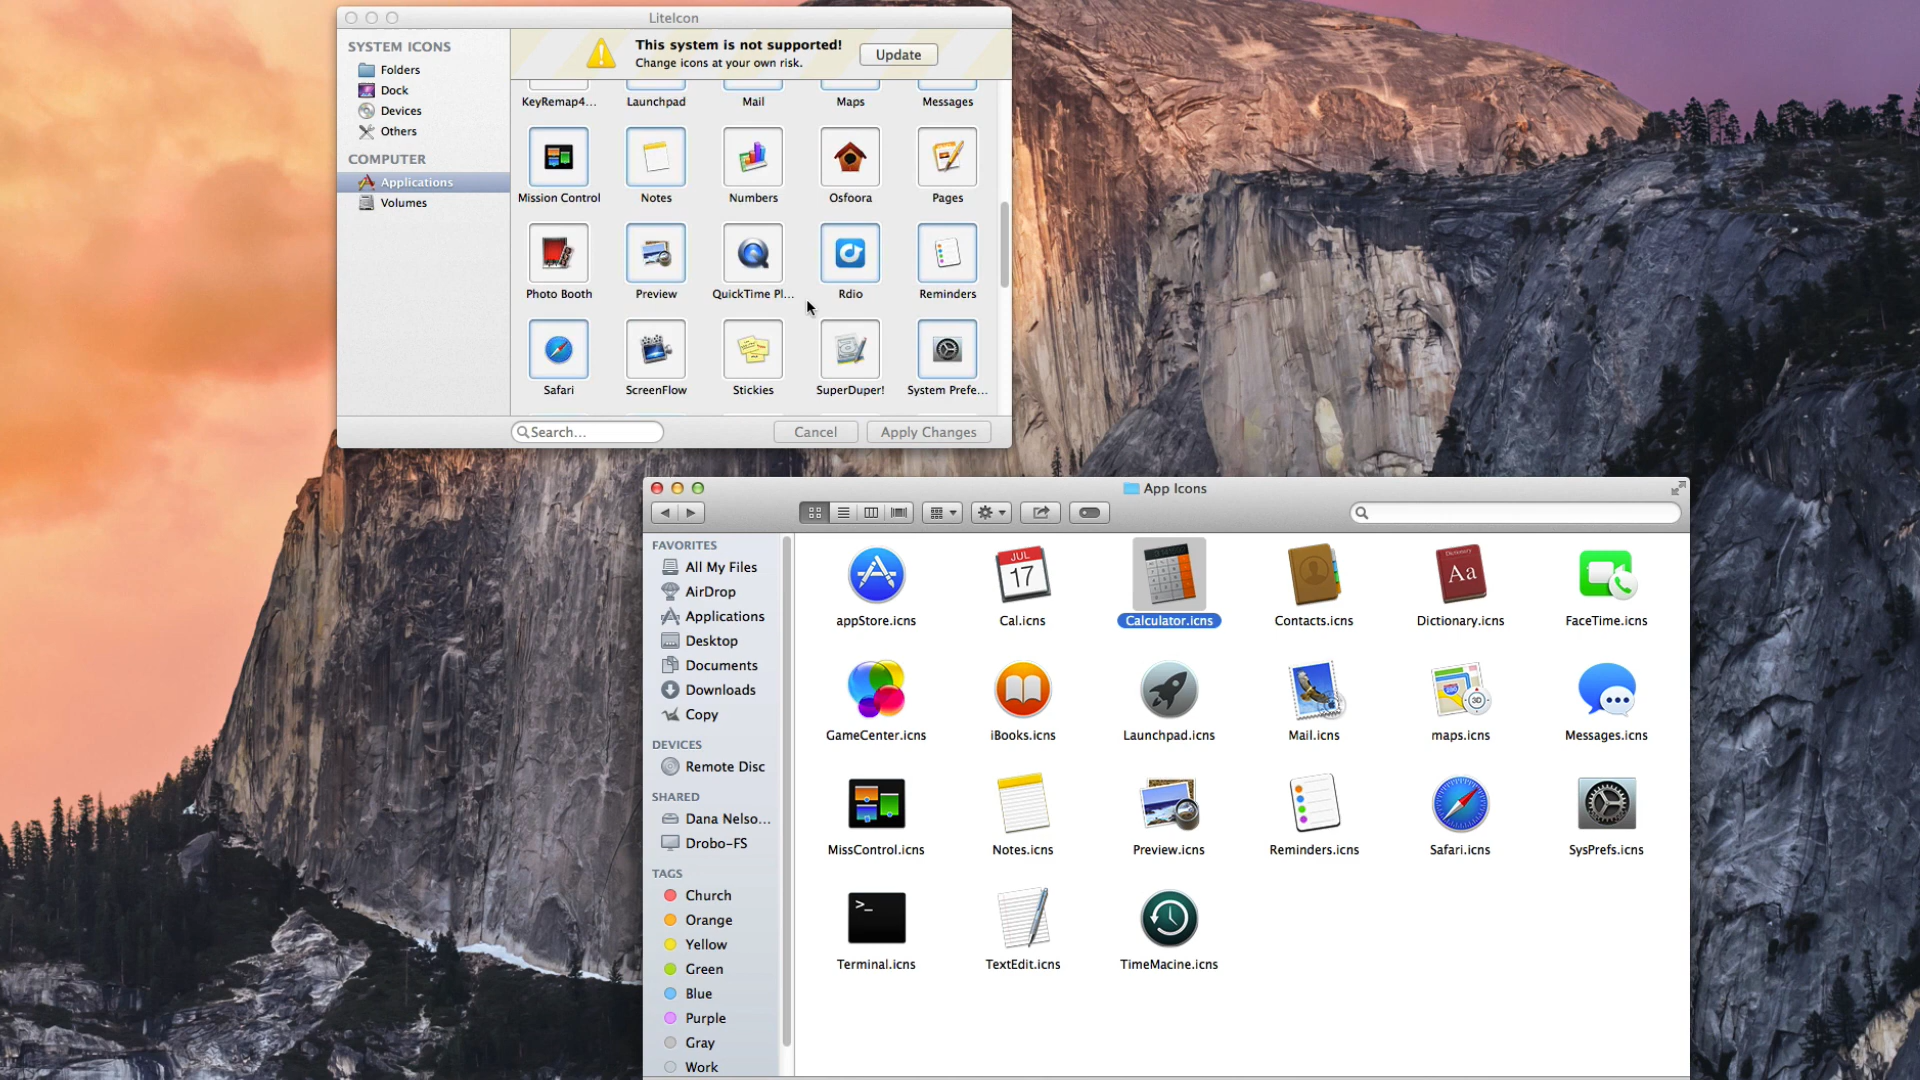 LiteIcon
SYSTEM ICONS
Folders
Dock
Devices
Others
COMPUTER
Applications
Volumes
This system is not supported!
Change icons at your own risk.
Update
KeyRemap4...
Launchpad
Mail
Maps
Messages
Mission Control
Notes
Numbers
Osfoora
Pages
Photo Booth
Preview
QuickTime Pl...
Rdio
Reminders
Safari
ScreenFlow
Stickies
SuperDuper!
System Prefe...
Search...
Cancel
Apply Changes
App Icons
FAVORITES
All My Files
AirDrop
Applications
Desktop
Documents
Downloads
Copy
DEVICES
Remote Disc
SHARED
Dana Nelso...
Drobo-FS
TAGS
Church
Orange
Yellow
Green
Blue
Purple
Gray
Work
JUL
17
Dictionary
Aa
appStore.icns
Cal.icns
Calculator.icns
Contacts.icns
Dictionary.icns
FaceTime.icns
3D
GameCenter.icns
iBooks.icns
Launchpad.icns
Mail.icns
maps.icns
Messages.icns
MissControl.icns
Notes.icns
Preview.icns
Reminders.icns
Safari.icns
SysPrefs.icns
>_
Terminal.icns
TextEdit.icns
TimeMacine.icns